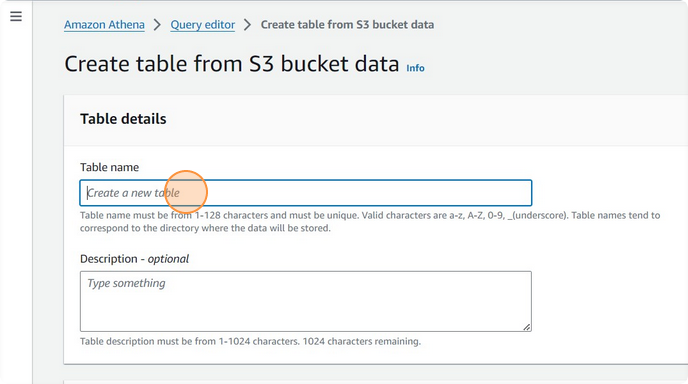 Amazon Athena > Query editor > Create table from S3 bucket data
Create table from S3 bucket data Info
Table details
Table name
Create a new table
Table name must be from 1-128 characters and must be unique. Valid characters are a-z, A-Z, 0-9, _(underscore). Table names tend to
correspond to the directory where the data will be stored.
Description - optional
Type something
Table description must be from 1-1024 characters. 1024 characters remaining.